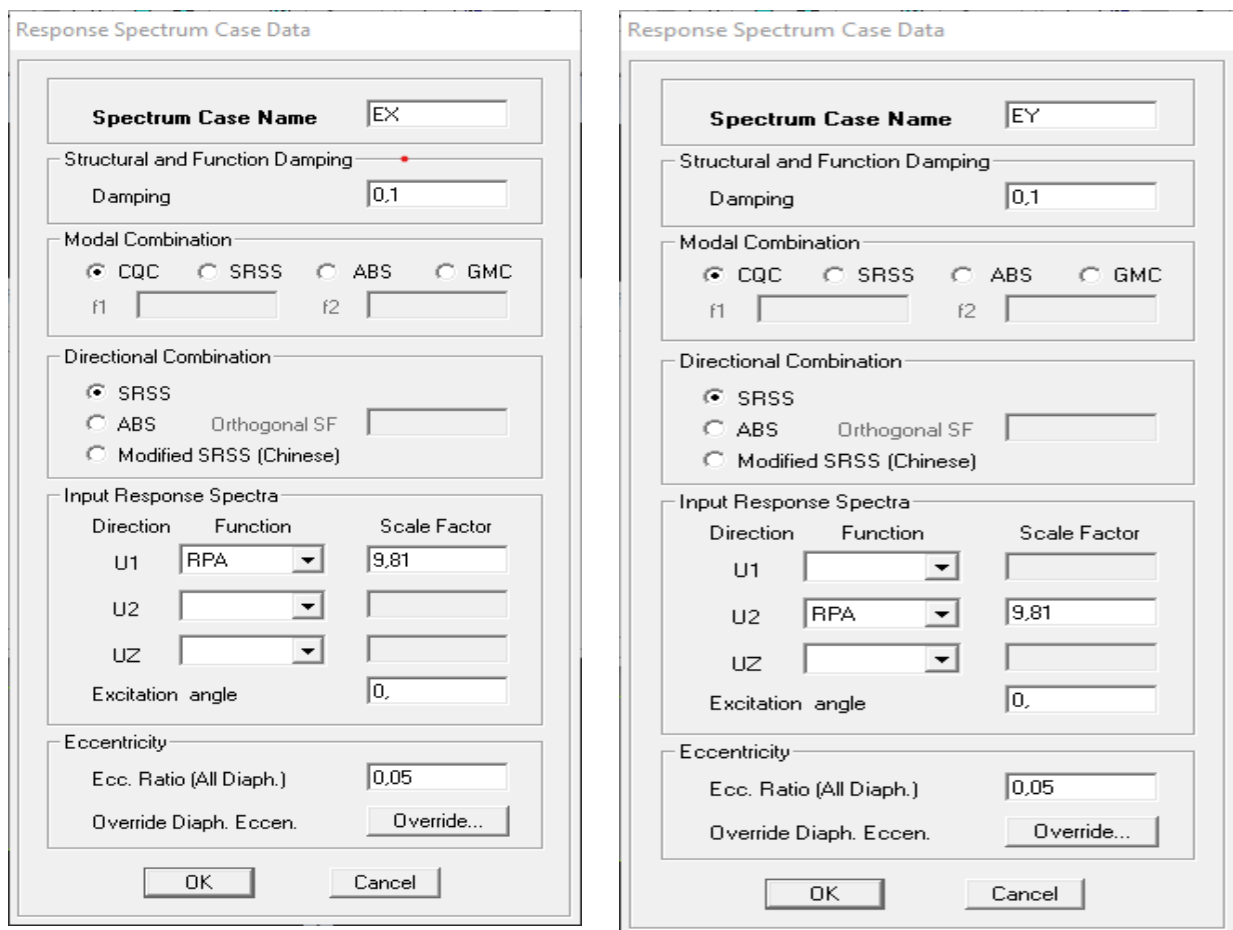 Response Spectrum Case Data
Spectrum Case Name EX
Structural and Function Damping
Damping 0,1
Modal Combination
CQC SRSS ABS GMC
f1 f2
Directional Combination
SRSS
ABS Orthogonal SF
Modified SRSS (Chinese)
Input Response Spectra
Direction Function Scale Factor
U1 RPA 9,81
U2
UZ
Excitation angle 0,
Eccentricity
Ecc. Ratio (All Diaph.) 0,05
Override Diaph. Eccen. Override...
OK Cancel
Response Spectrum Case Data
Spectrum Case Name EY
Structural and Function Damping
Damping 0,1
Modal Combination
CQC SRSS ABS GMC
f1 f2
Directional Combination
SRSS
ABS Orthogonal SF
Modified SRSS (Chinese)
Input Response Spectra
Direction Function Scale Factor
U1
U2 RPA 9,81
UZ
Excitation angle 0,
Eccentricity
Ecc. Ratio (All Diaph.) 0,05
Override Diaph. Eccen. Override...
OK Cancel